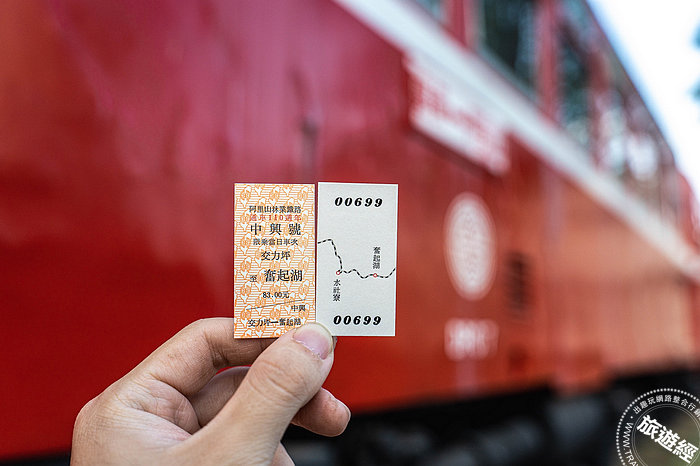 阿里山林業鐵路
通車110週年
中興號
限乘當日車次
交力坪
至 奮起湖
83.00元
中興
交力坪—奮起湖
00699
奮起湖
水社寮
00699
旅遊經